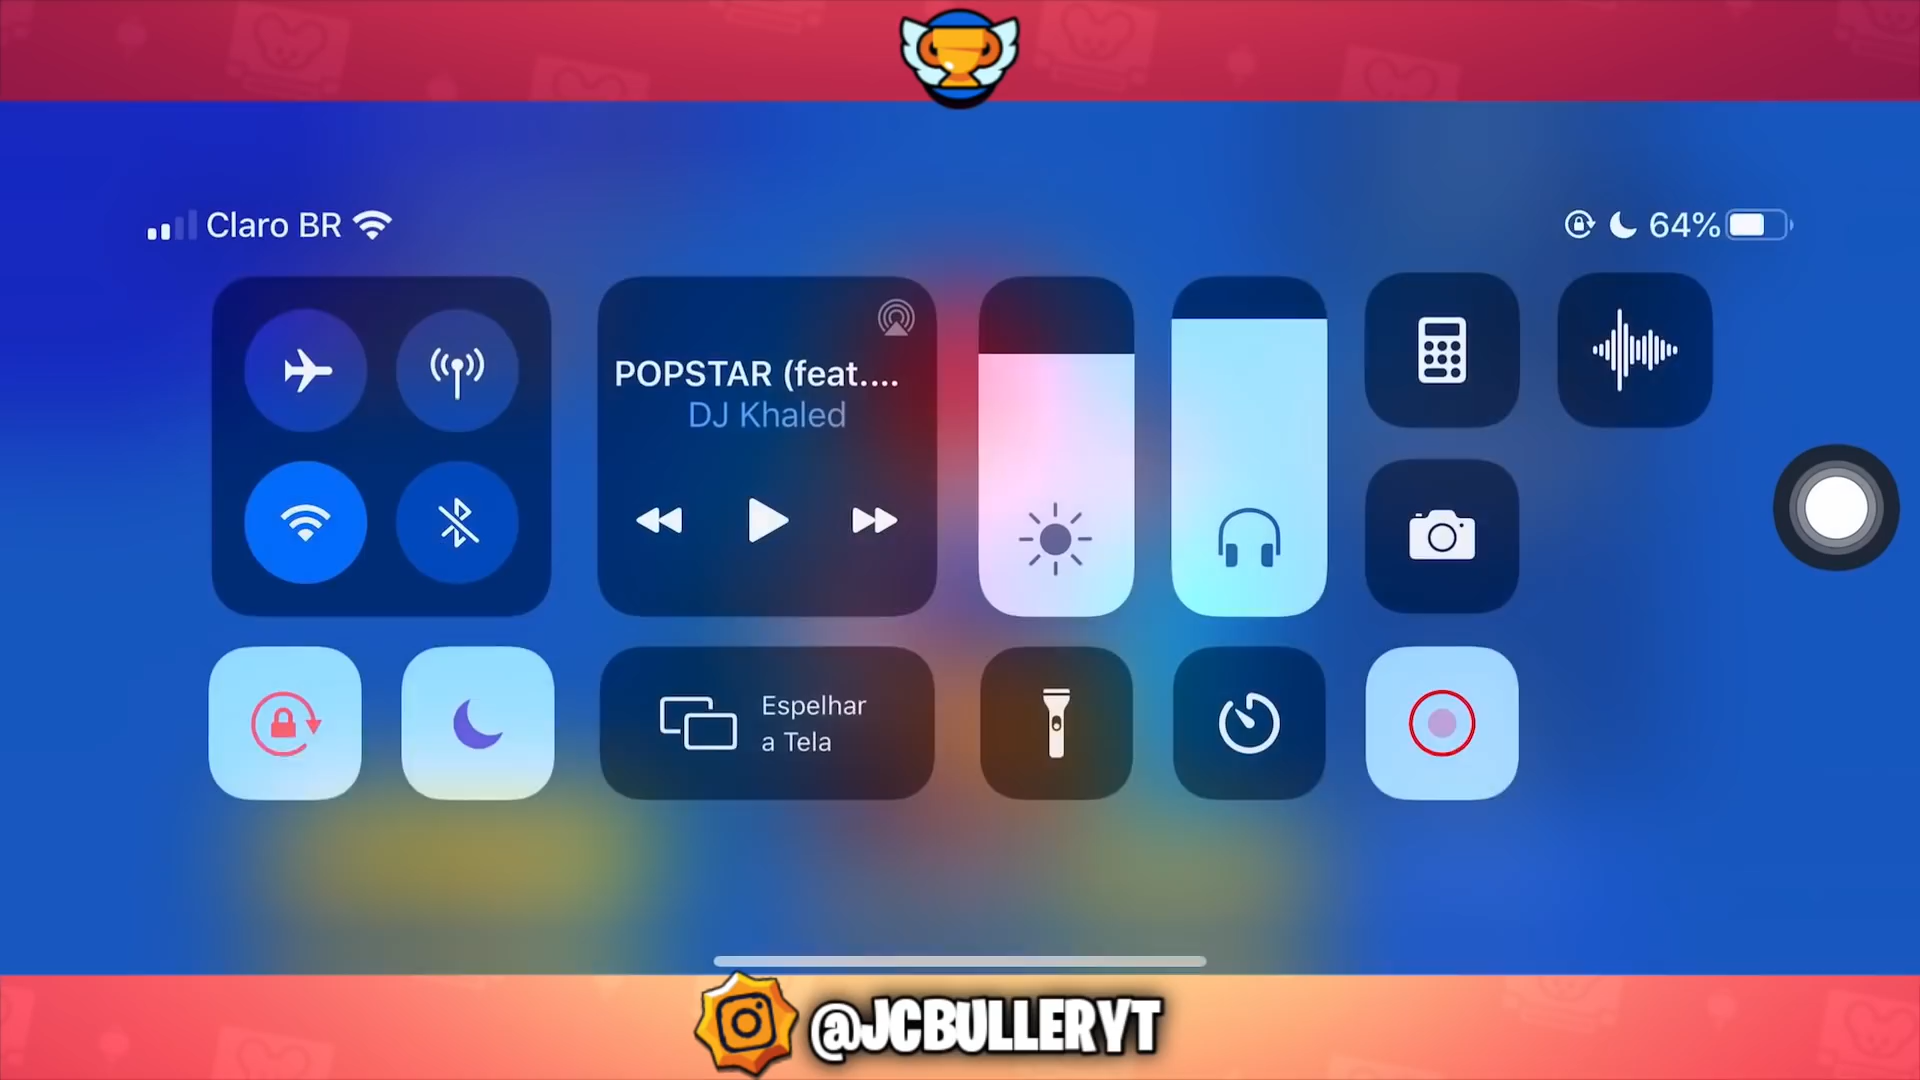 Claro BR
64%
POPSTAR (feat....
DJ Khaled
Espelhar
a Tela
@JCBULLERYT